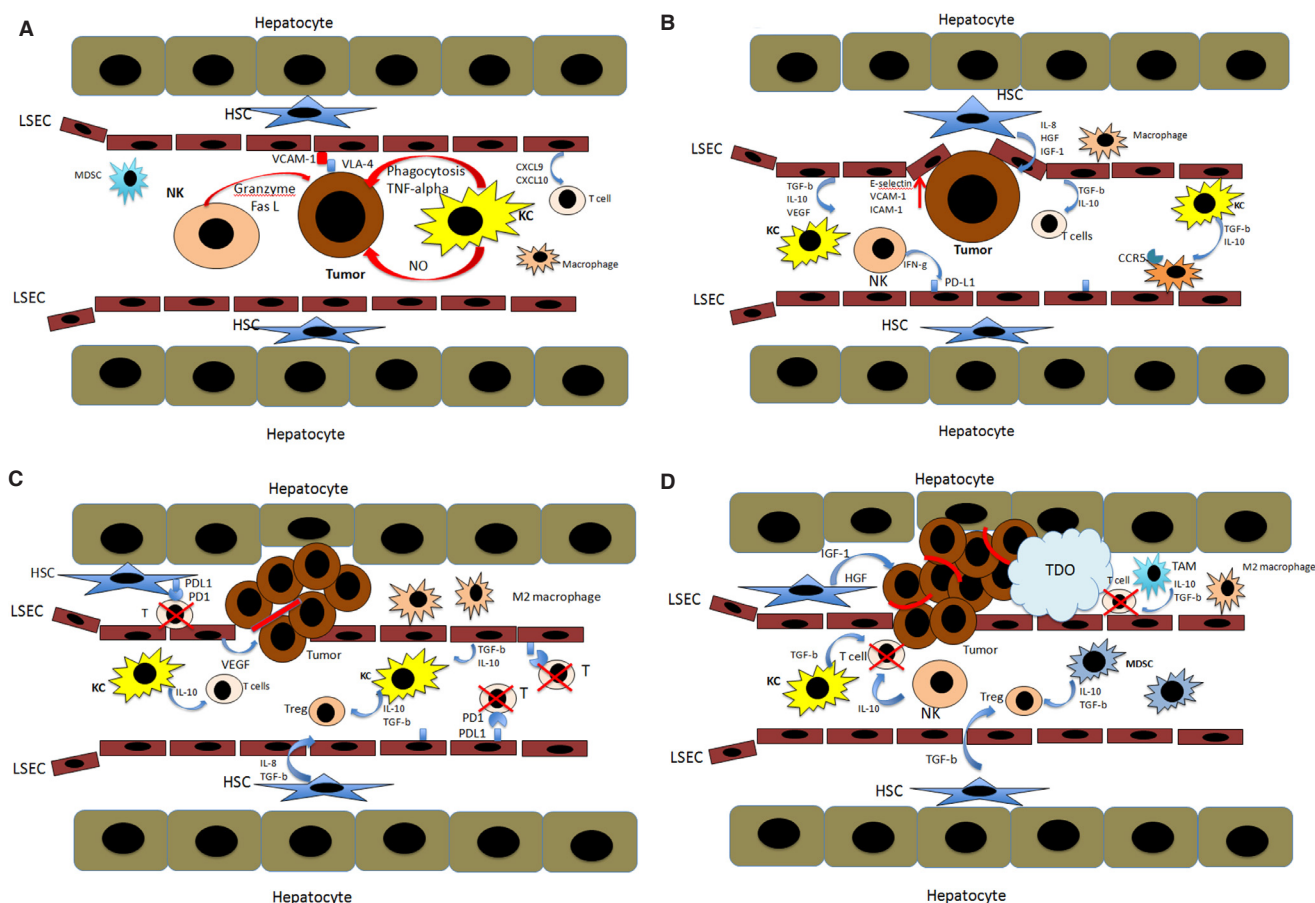 A
Hepatocyte
HSC
LSEC
VCAM-1
VLA-4
MDSC
NK
Granzyme
Fas L
Phagocytosis
TNF-alpha
CXCL9
CXCL10
T cell
KC
Tumor
NO
Macrophage
LSEC
HSC
Hepatocyte
B
Hepatocyte
HSC
IL-8
HGF
IGF-1
Macrophage
LSEC
TGF-b
IL-10
VEGF
E-selectin
VCAM-1
ICAM-1
TGF-b
IL-10
KC
KC
T cells
TGF-b
IL-10
Tumor
CCR5
IFN-g
NK
PD-L1
LSEC
HSC
Hepatocyte
C
Hepatocyte
HSC
PDL1
PD1
T
M2 macrophage
LSEC
Tumor
VEGF
TGF-b
IL-10
KC
KC
T
IL-10
T cells
T
Treg
IL-10
TGF-b
PD1
PDL1
LSEC
IL-8
TGF-b
HSC
Hepatocyte
D
Hepatocyte
IGF-1
HSC
HGF
TDO
T cell
TAM
IL-10
TGF-b
M2 macrophage
LSEC
Tumor
TGF-b
T cell
KC
MDSC
IL-10
NK
Treg
IL-10
TGF-b
LSEC
TGF-b
HSC
Hepatocyte